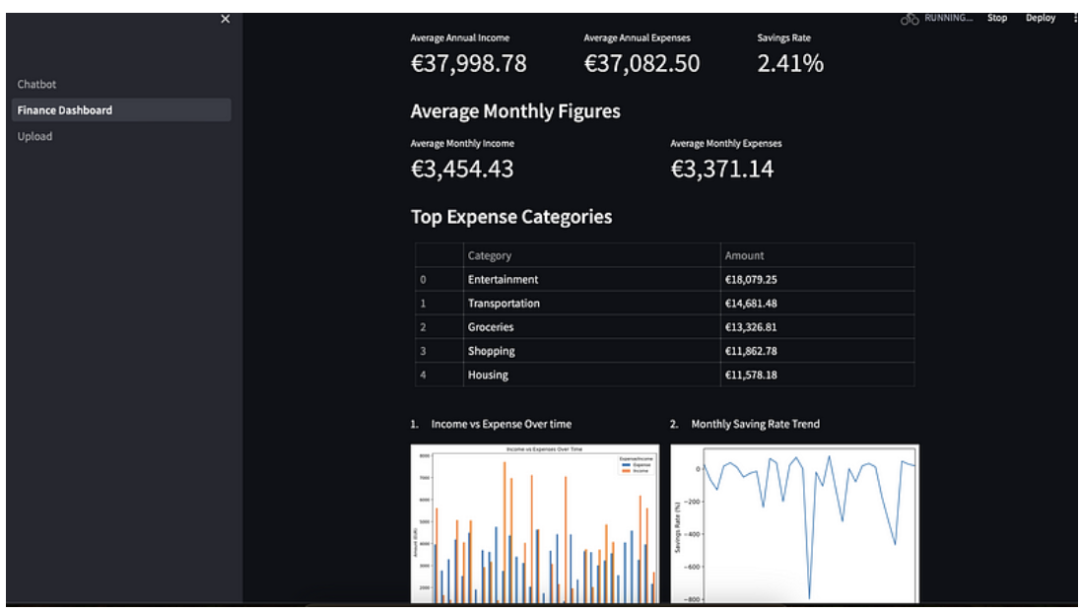 RUNNING... Stop Deploy
Chatbot
Finance Dashboard
Upload
Average Annual Income Average Annual Expenses Savings Rate
€37,998.78 €37,082.50 2.41%
Average Monthly Figures
Average Monthly Income Average Monthly Expenses
€3,454.43 €3,371.14
Top Expense Categories
Category Amount
0 Entertainment €18,079.25
1 Transportation €14,681.48
2 Groceries €13,326.81
3 Shopping €11,862.78
4 Housing €11,578.18
1. Income vs Expense Over time
2. Monthly Saving Rate Trend
Income vs Expenses Over Time
Expense/Income
Expense
Income
8000
7000
6000
5000
4000
3000
2000
Amount (EUR)
0
−200
−400
−600
−800
Savings Rate (%)